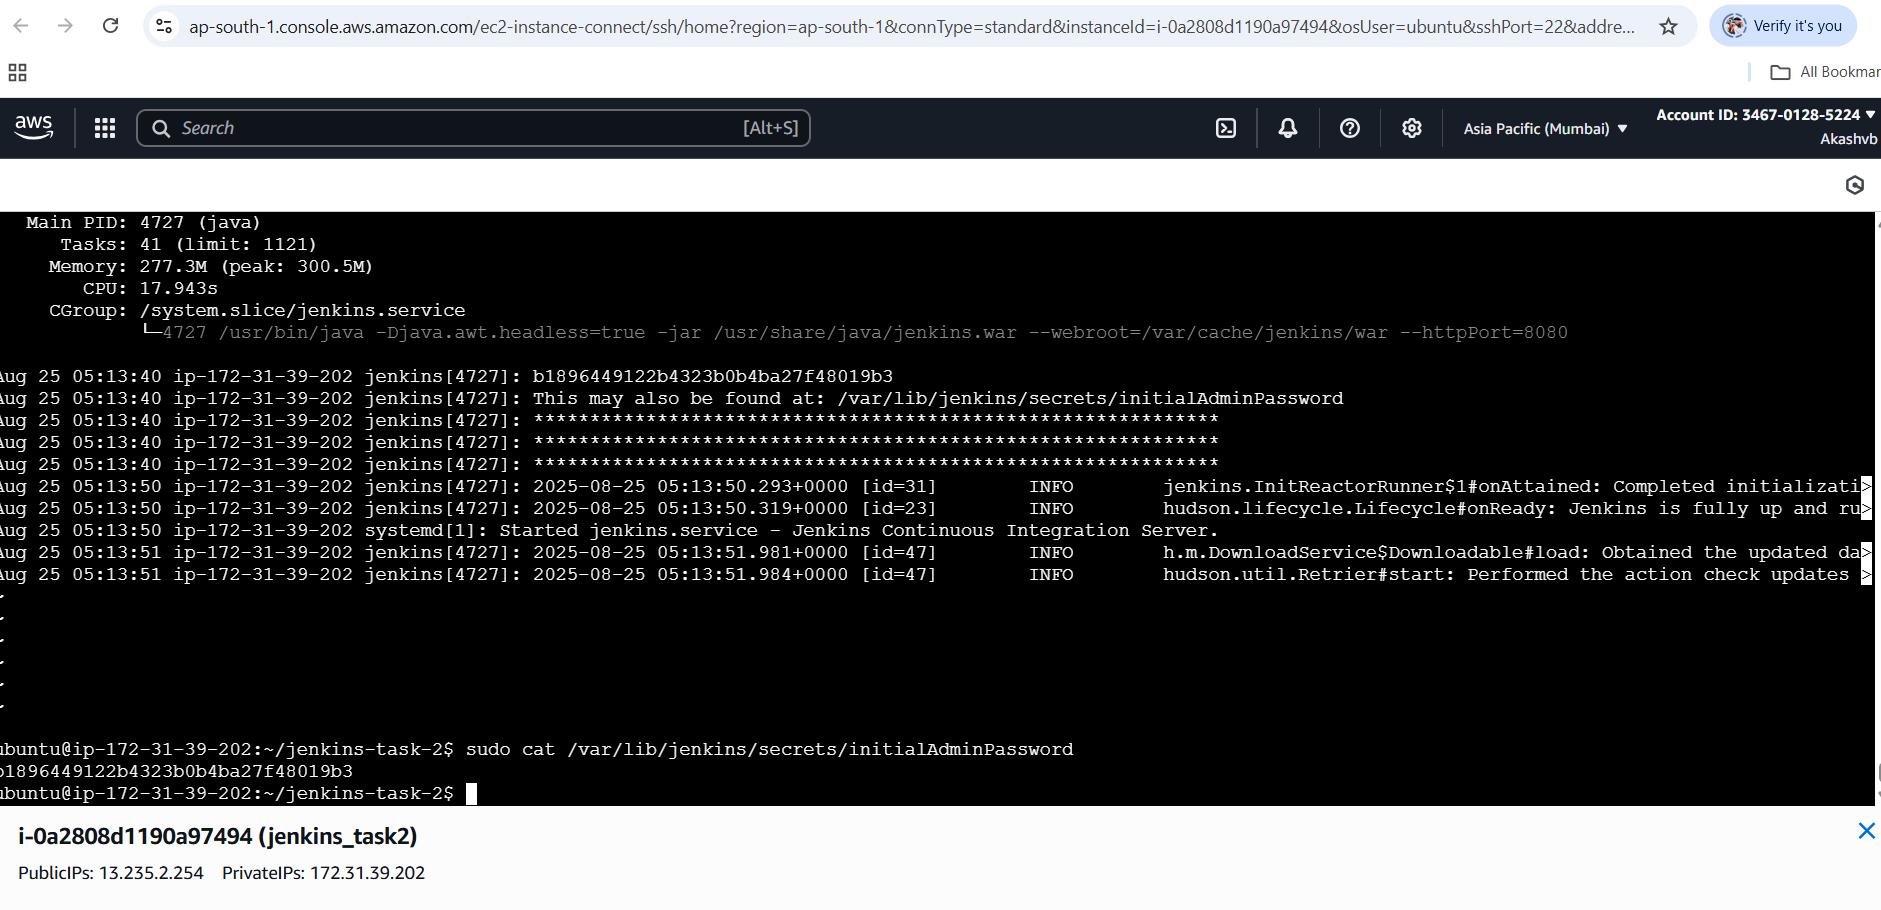 ap-south-1.console.aws.amazon.com/ec2-instance-connect/ssh/home?region=ap-south-1&connType=standard&instanceId=i-0a2808d1190a97494&osUser=ubuntu&sshPort=22&addre...
Verify it's you
All Bookmar
aws
Search
[Alt+S]
Asia Pacific (Mumbai)
Account ID: 3467-0128-5224
Akashvb
Main PID: 4727 (java)
Tasks: 41 (limit: 1121)
Memory: 277.3M (peak: 300.5M)
CPU: 17.943s
CGroup: /system.slice/jenkins.service
└─4727 /usr/bin/java -Djava.awt.headless=true -jar /usr/share/java/jenkins.war --webroot=/var/cache/jenkins/war --httpPort=8080
Aug 25 05:13:40 ip-172-31-39-202 jenkins[4727]: b1896449122b4323b0b4ba27f48019b3
Aug 25 05:13:40 ip-172-31-39-202 jenkins[4727]: This may also be found at: /var/lib/jenkins/secrets/initialAdminPassword
Aug 25 05:13:40 ip-172-31-39-202 jenkins[4727]: *************************************************************
Aug 25 05:13:40 ip-172-31-39-202 jenkins[4727]: *************************************************************
Aug 25 05:13:40 ip-172-31-39-202 jenkins[4727]: *************************************************************
Aug 25 05:13:50 ip-172-31-39-202 jenkins[4727]: 2025-08-25 05:13:50.293+0000 [id=31] INFO jenkins.InitReactorRunner$1#onAttained: Completed initializati>
Aug 25 05:13:50 ip-172-31-39-202 jenkins[4727]: 2025-08-25 05:13:50.319+0000 [id=23] INFO hudson.lifecycle.Lifecycle#onReady: Jenkins is fully up and ru>
Aug 25 05:13:50 ip-172-31-39-202 systemd[1]: Started jenkins.service - Jenkins Continuous Integration Server.
Aug 25 05:13:51 ip-172-31-39-202 jenkins[4727]: 2025-08-25 05:13:51.981+0000 [id=47] INFO h.m.DownloadService$Downloadable#load: Obtained the updated da>
Aug 25 05:13:51 ip-172-31-39-202 jenkins[4727]: 2025-08-25 05:13:51.984+0000 [id=47] INFO hudson.util.Retrier#start: Performed the action check updates >
~
~
~
~
~
~
ubuntu@ip-172-31-39-202:~/jenkins-task-2$ sudo cat /var/lib/jenkins/secrets/initialAdminPassword
b1896449122b4323b0b4ba27f48019b3
ubuntu@ip-172-31-39-202:~/jenkins-task-2$
i-0a2808d1190a97494 (jenkins_task2)
PublicIPs: 13.235.2.254 PrivateIPs: 172.31.39.202